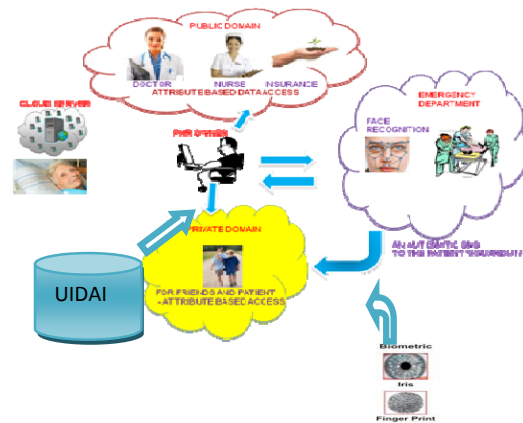 PUBLIC DOMAIN
DOCTOR NURSE INSURANCE
ATTRIBUTE BASED DATA ACCESS
CLOUD SERVER
EMERGENCY
DEPARTMENT
FACE
RECOGNITION
PHR OWNER
PRIVATE DOMAIN
UIDAI
FOR FRIENDS AND PATIENT
-ATTRIBUTE BASED ACCESS
SMS
TO THE PATIENT
Biometric
Iris
Finger Print